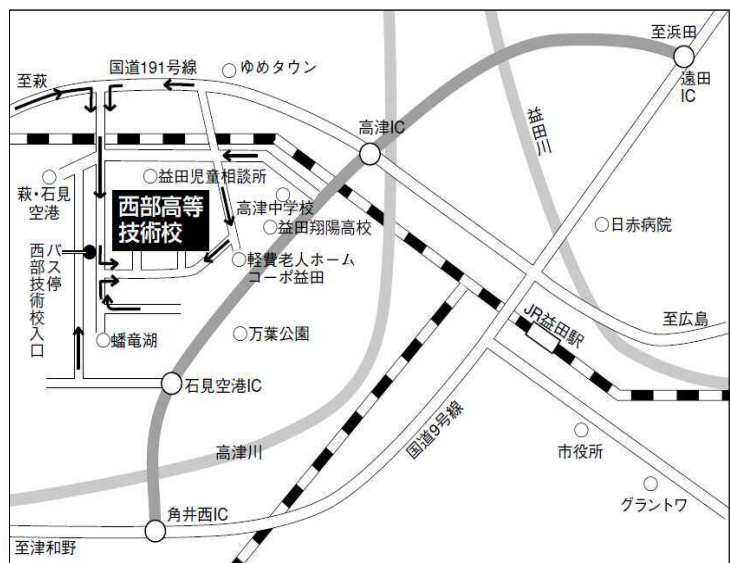 至浜田
遠田
IC
国道191号線
ゆめタウン
至萩
高津IC
益田川
益田児童相談所
萩・石見
空港
西部高等
技術校
高津中学校
益田翔陽高校
日赤病院
軽費老人ホーム
コーポ益田
バス停
西部技術校入口
蟠竜湖
万葉公園
JR益田駅
至広島
石見空港IC
高津川
国道9号線
市役所
グラントワ
角井西IC
至津和野